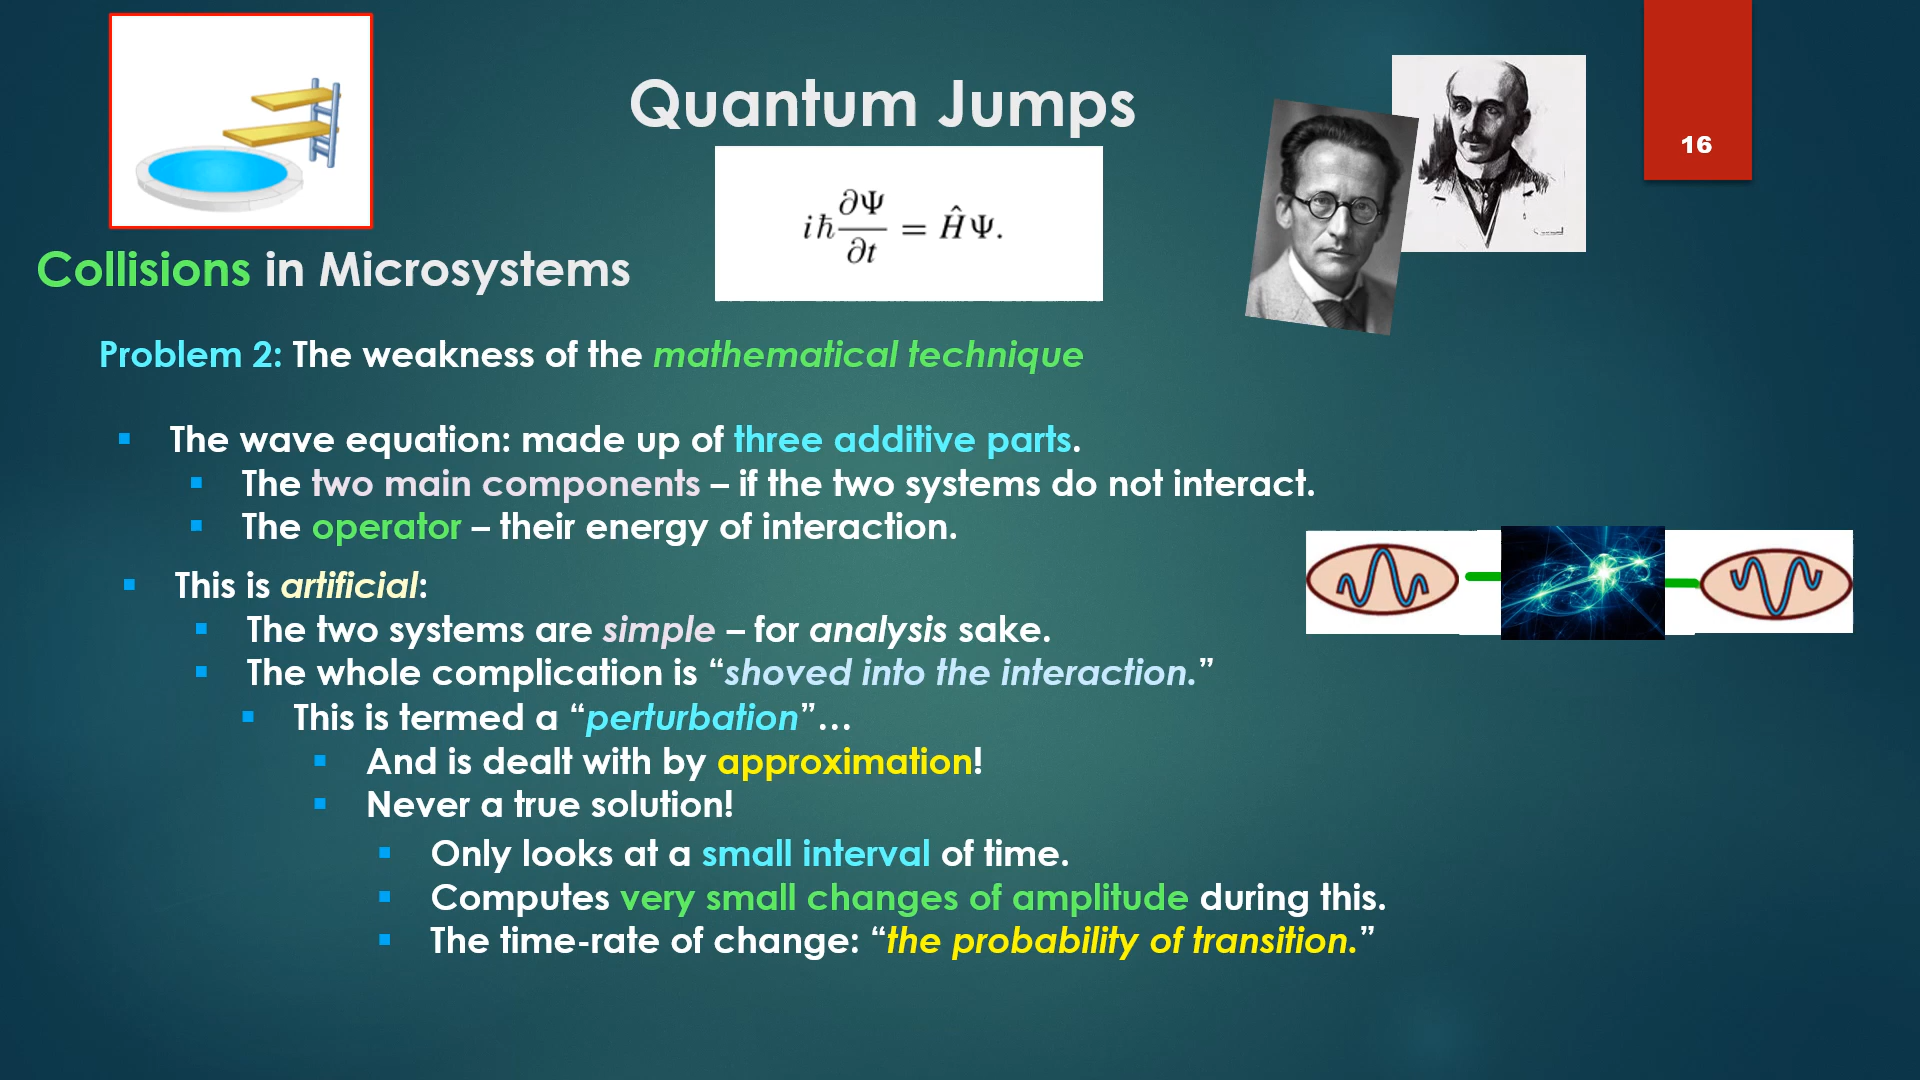 Quantum Jumps
16
iħ ∂Ψ/∂t = ĤΨ.
Collisions in Microsystems
Problem 2: The weakness of the mathematical technique
▪ The wave equation: made up of three additive parts.
▪ The two main components – if the two systems do not interact.
▪ The operator – their energy of interaction.
▪ This is artificial:
▪ The two systems are simple – for analysis sake.
▪ The whole complication is “shoved into the interaction.”
▪ This is termed a “perturbation”…
▪ And is dealt with by approximation!
▪ Never a true solution!
▪ Only looks at a small interval of time.
▪ Computes very small changes of amplitude during this.
▪ The time-rate of change: “the probability of transition.”